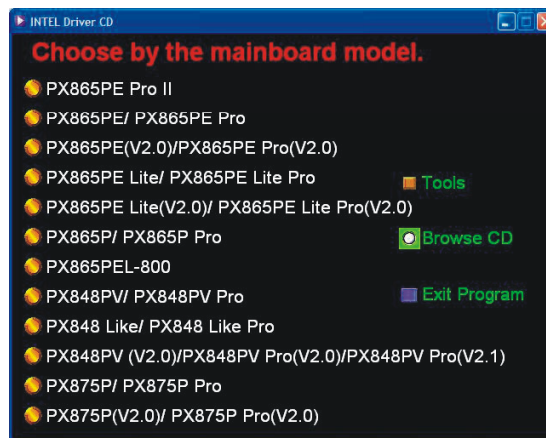 INTEL Driver CD
Choose by the mainboard model.
PX865PE Pro II
PX865PE/ PX865PE Pro
PX865PE(V2.0)/PX865PE Pro(V2.0)
PX865PE Lite/ PX865PE Lite Pro
Tools
PX865PE Lite(V2.0)/ PX865PE Lite Pro(V2.0)
PX865P/ PX865P Pro
Browse CD
PX865PEL-800
PX848PV/ PX848PV Pro
Exit Program
PX848 Like/ PX848 Like Pro
PX848PV (V2.0)/PX848PV Pro(V2.0)/PX848PV Pro(V2.1)
PX875P/ PX875P Pro
PX875P(V2.0)/ PX875P Pro(V2.0)